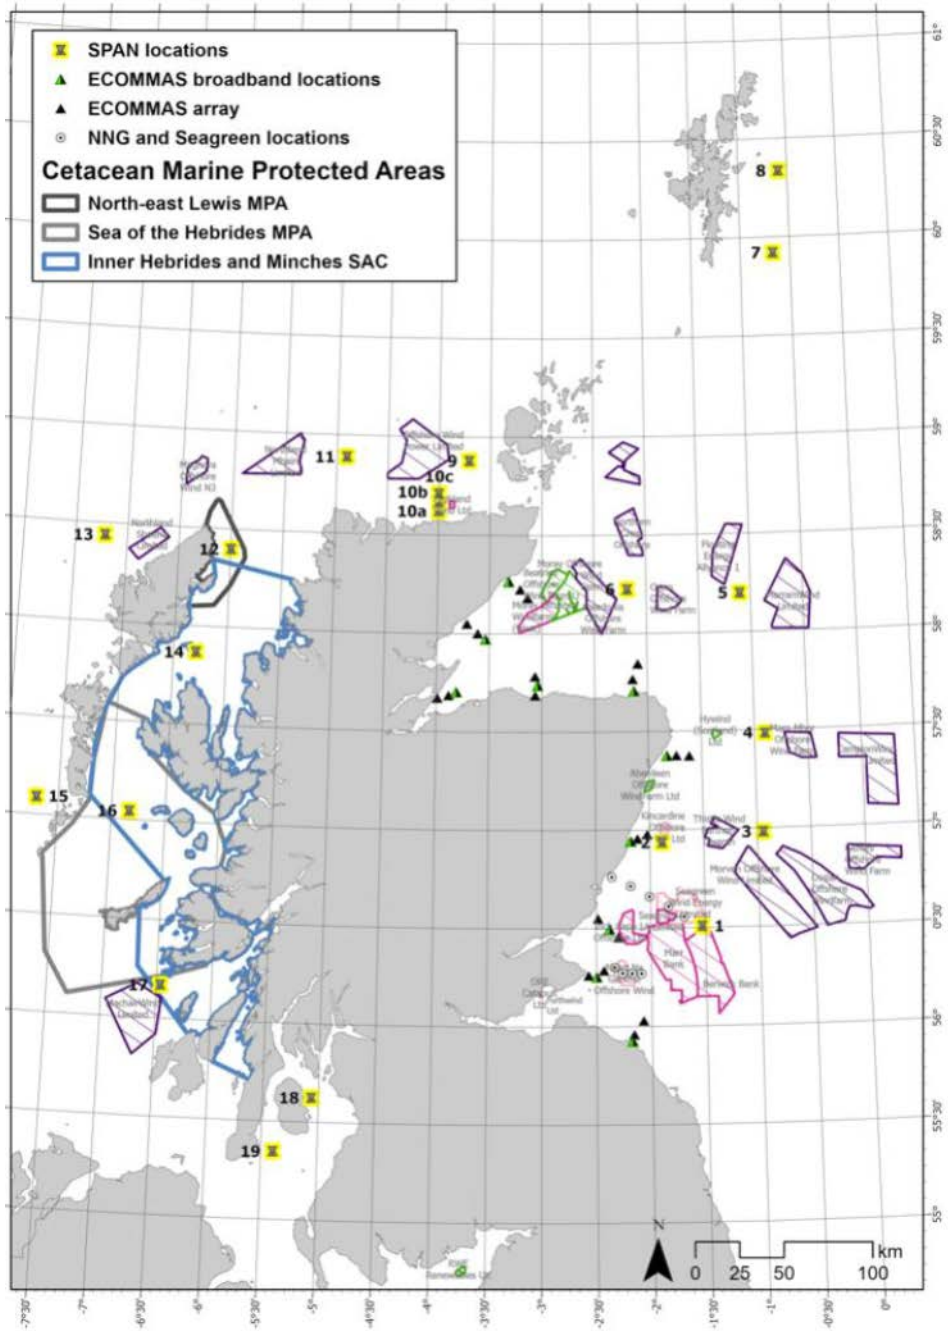 SPAN locations
ECOMMAS broadband locations
ECOMMAS array
NNG and Seagreen locations
Cetacean Marine Protected Areas
North-east Lewis MPA
Sea of the Hebrides MPA
Inner Hebrides and Minches SAC
61°
60°30'
60°
59°30'
59°
58°30'
58°
57°30'
57°
0°30'
56°
55°30'
55°
8
7
11
9
10c
10b
10a
13
12
6
5
14
4
Hywind
(Scotland)
Ltd
15
16
Aberdeen
Offshore
Wind Farm Ltd
Kincardine
Offshore
2
3
Morven Offshore
Wind Limited
Seagreen
Wind Energy
1
Marr
Bank
Berwick Bank
Offshore Wind
17
18
19
N
km
0 25 50 100
-7°30'
-7°
-6°30'
-6°
-5°30'
-5°
-4°30'
-4°
-3°30'
-3°
-2°30'
-2°
-1°30'
-1°
-0°30'
0°